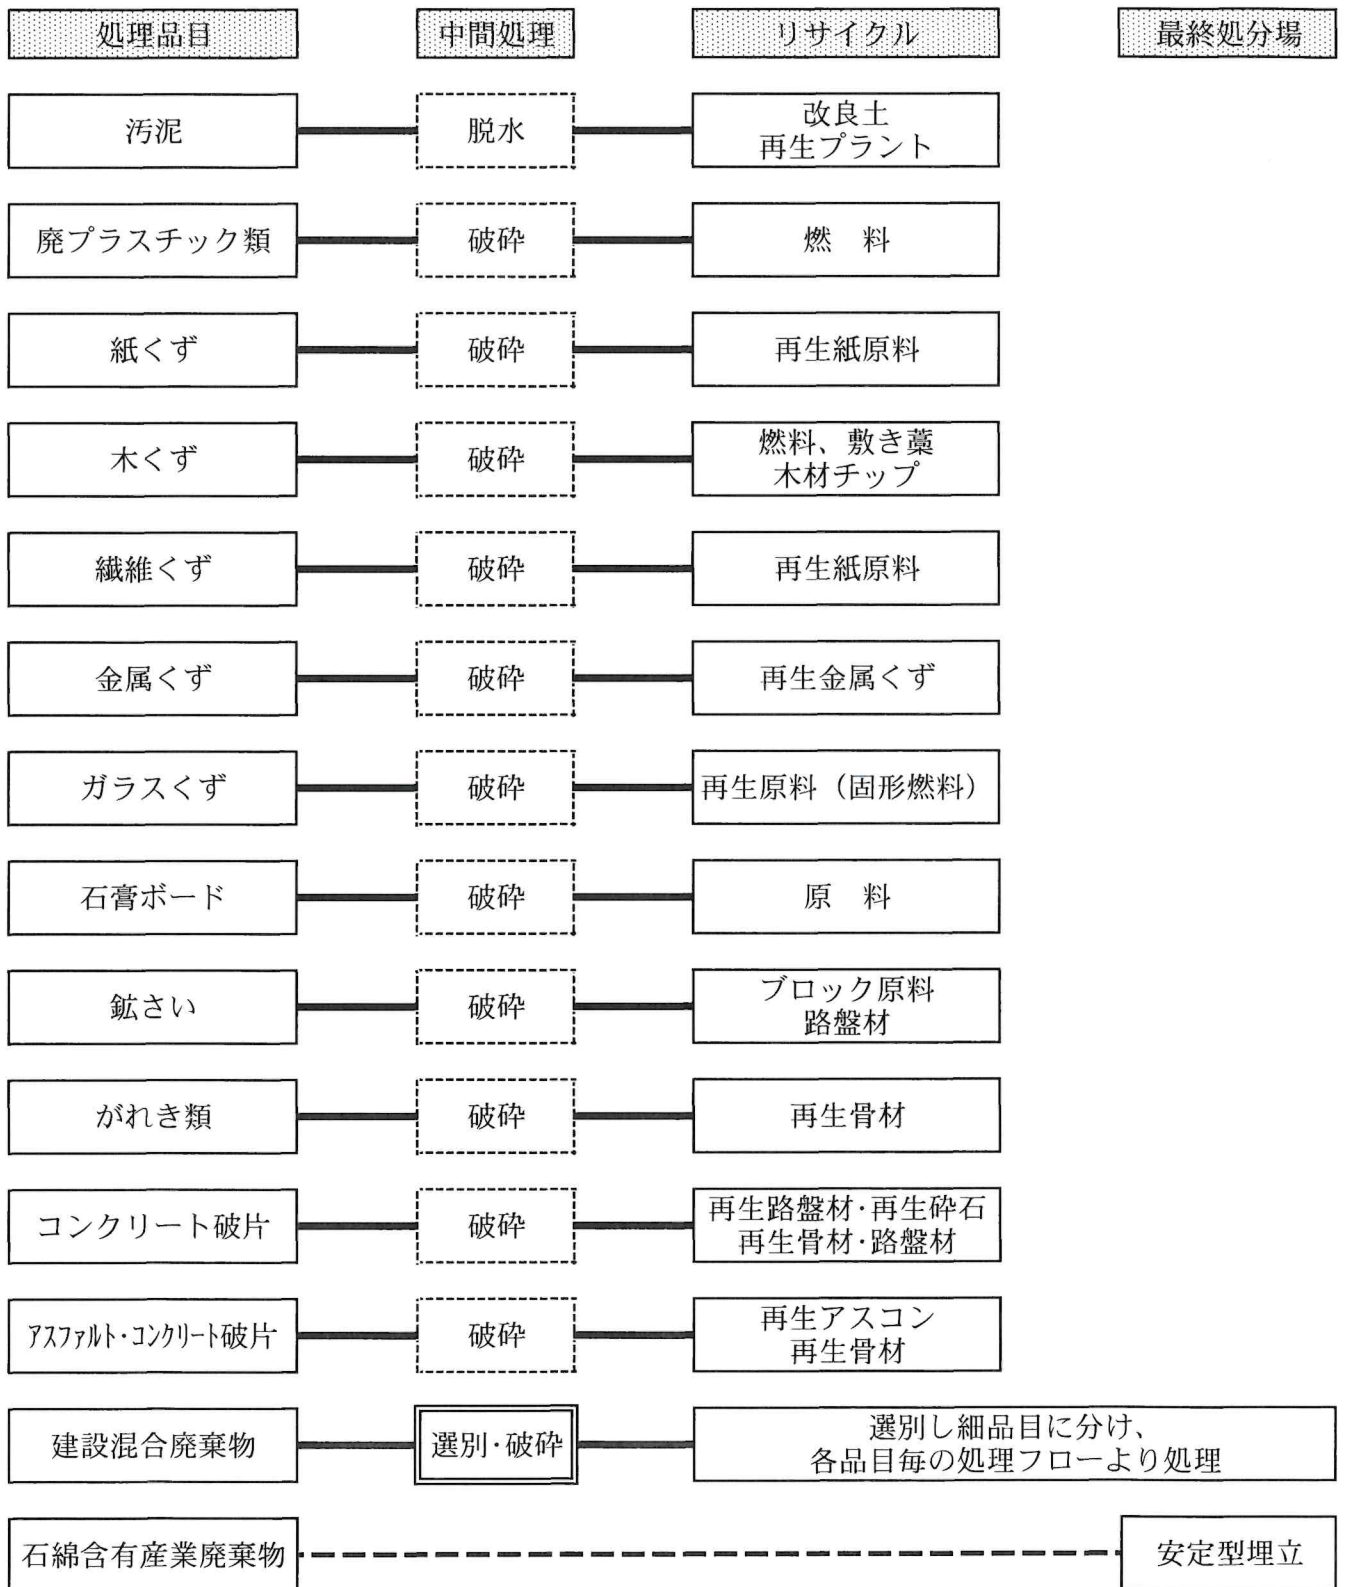 処理品目
中間処理
リサイクル
最終処分場
汚泥
脱水
改良土
再生プラント
廃プラスチック類
破砕
燃　料
紙くず
破砕
再生紙原料
木くず
破砕
燃料、敷き藁
木材チップ
繊維くず
破砕
再生紙原料
金属くず
破砕
再生金属くず
ガラスくず
破砕
再生原料（固形燃料）
石膏ボード
破砕
原　料
鉱さい
破砕
ブロック原料
路盤材
がれき類
破砕
再生骨材
コンクリート破片
破砕
再生路盤材・再生砕石
再生骨材・路盤材
アスファルト・コンクリート破片
破砕
再生アスコン
再生骨材
建設混合廃棄物
選別・破砕
選別し細品目に分け、
各品目毎の処理フローより処理
石綿含有産業廃棄物
安定型埋立